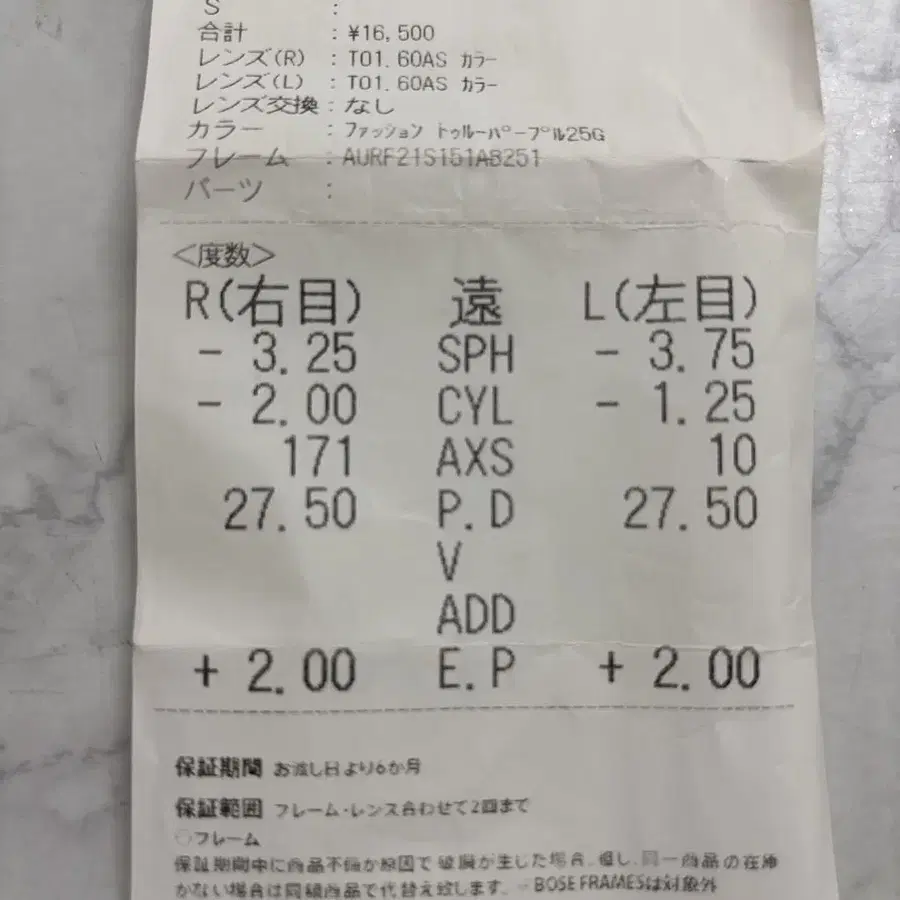 S :
合計 : ¥16,500
レンズ(R) : T01.60AS ｶﾗｰ
レンズ(L) : T01.60AS ｶﾗｰ
レンズ交換 : なし
カラー : ﾌｧｯｼｮﾝ ﾄｩﾙｰﾊﾟｰﾌﾟﾙ25G
フレーム : AURF21S151AB251
パーツ :
<度数>
R(右目) 遠 L(左目)
- 3.25 SPH - 3.75
- 2.00 CYL - 1.25
171 AXS 10
27.50 P.D 27.50
V
ADD
+ 2.00 E.P + 2.00
保証期間 お渡し日より6か月
保証範囲 フレーム・レンズ合わせて2回まで
○フレーム
保証期間中に商品不備が原因で破損が生じた場合。但し、同一商品の在庫
がない場合は同額商品で代替え致します。 BOSE FRAMESは対象外